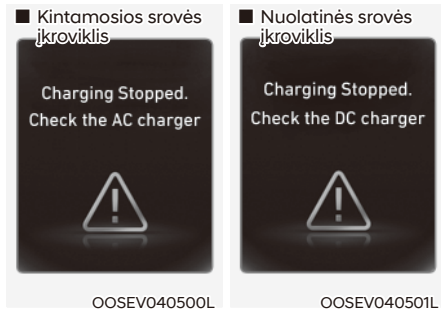 ■ Kintamosios srovės
įkroviklis
Charging Stopped.
Check the AC charger
OOSEV040500L
■ Nuolatinės srovės
įkroviklis
Charging Stopped.
Check the DC charger
OOSEV040501L